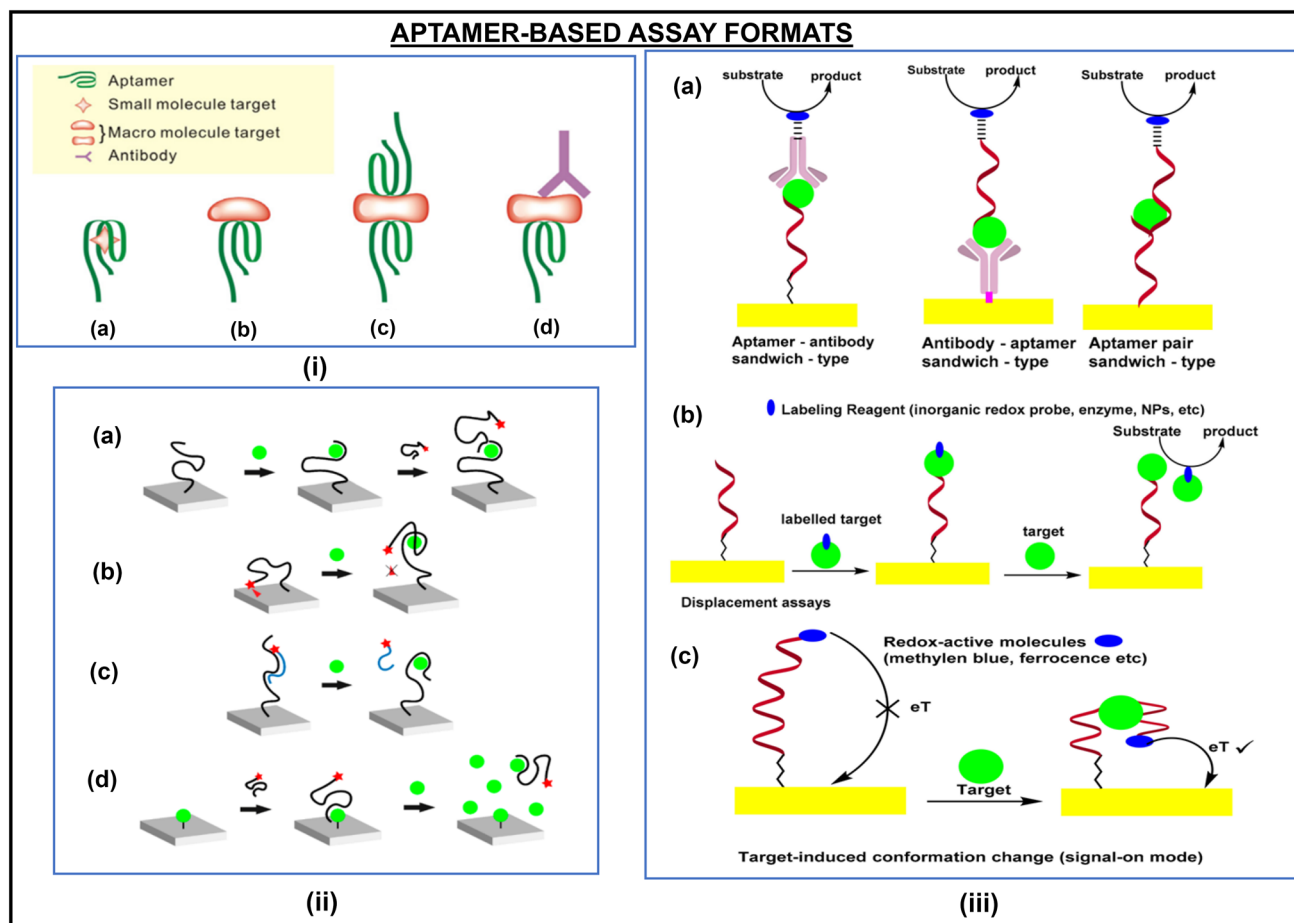 APTAMER-BASED ASSAY FORMATS
Aptamer
Small molecule target
}Macro molecule target
Antibody
(a)
(b)
(c)
(d)
(i)
(a)
(b)
(c)
(d)
(ii)
(a)
substrate
product
Substrate
product
Substrate
product
Aptamer - antibody
sandwich - type
Antibody - aptamer
sandwich - type
Aptamer pair
sandwich - type
Labeling Reagent (inorganic redox probe, enzyme, NPs, etc)
(b)
Substrate
product
labelled target
target
Displacement assays
(c)
Redox-active molecules
(methylen blue, ferrocence etc)
eT
eT ✓
Target
Target-induced conformation change (signal-on mode)
(iii)